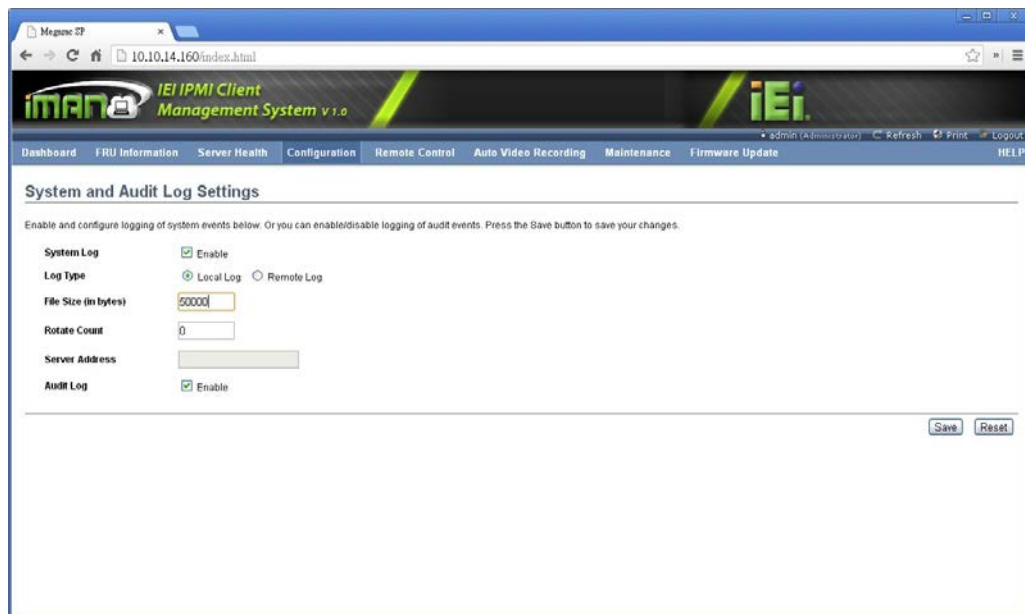 Megarac SP
10.10.14.160/index.html
iMAN
IEI IPMI Client
Management System v 1.0
iEi.
admin (Administrator) Refresh Print Logout
Dashboard FRU Information Server Health Configuration Remote Control Auto Video Recording Maintenance Firmware Update HELP
System and Audit Log Settings
Enable and configure logging of system events below. Or you can enable/disable logging of audit events. Press the Save button to save your changes.
System Log Enable
Log Type Local Log Remote Log
File Size (in bytes) 50000
Rotate Count 0
Server Address
Audit Log Enable
Save Reset